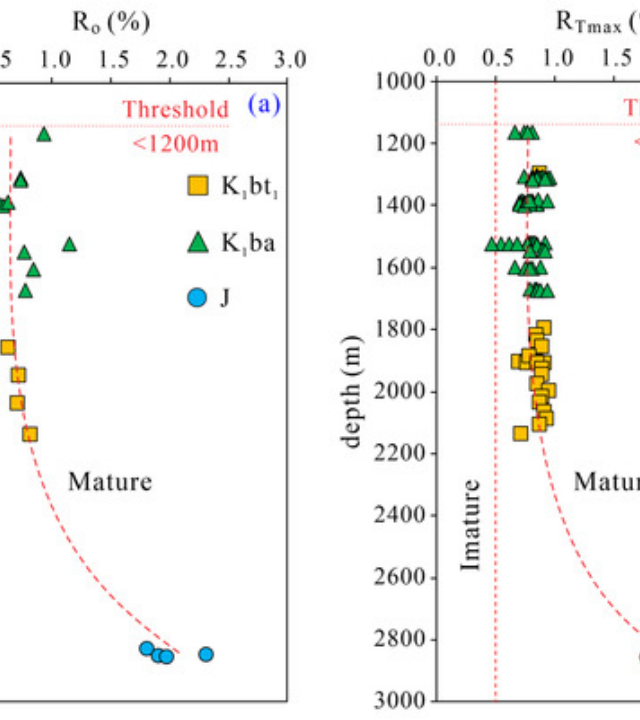 Rₒ (%)
5 1.0 1.5 2.0 2.5 3.0
Threshold (a)
<1200m
K₁bt₁
K₁ba
J
Mature
R_Tmax (%
0.0 0.5 1.0 1.5
1000
1200
1400
1600
1800
2000
2200
2400
2600
2800
3000
depth (m)
T
<
Imature
Matur